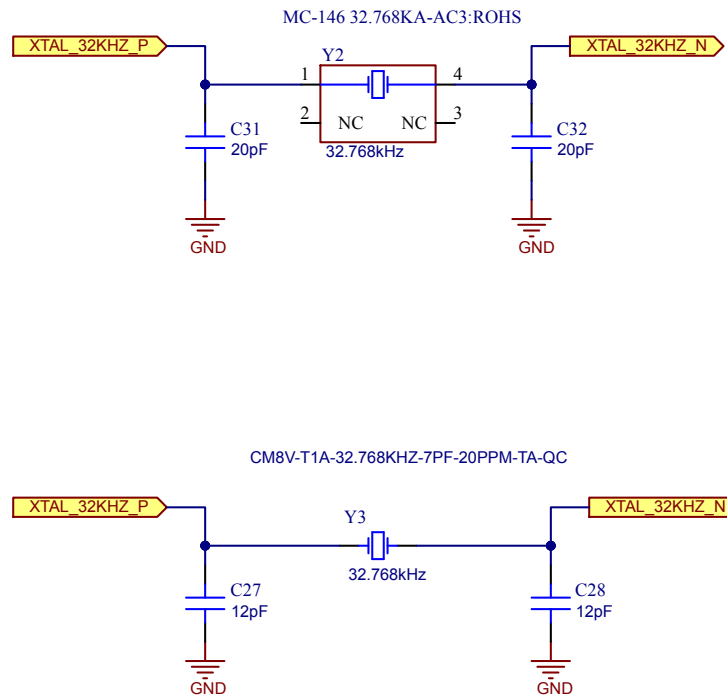 MC-146 32.768KA-AC3:ROHS
XTAL_32KHZ_P
XTAL_32KHZ_N
Y2
1
4
2
NC
NC
3
32.768kHz
C31
20pF
C32
20pF
GND
GND
CM8V-T1A-32.768KHZ-7PF-20PPM-TA-QC
XTAL_32KHZ_P
XTAL_32KHZ_N
Y3
32.768kHz
C27
12pF
C28
12pF
GND
GND